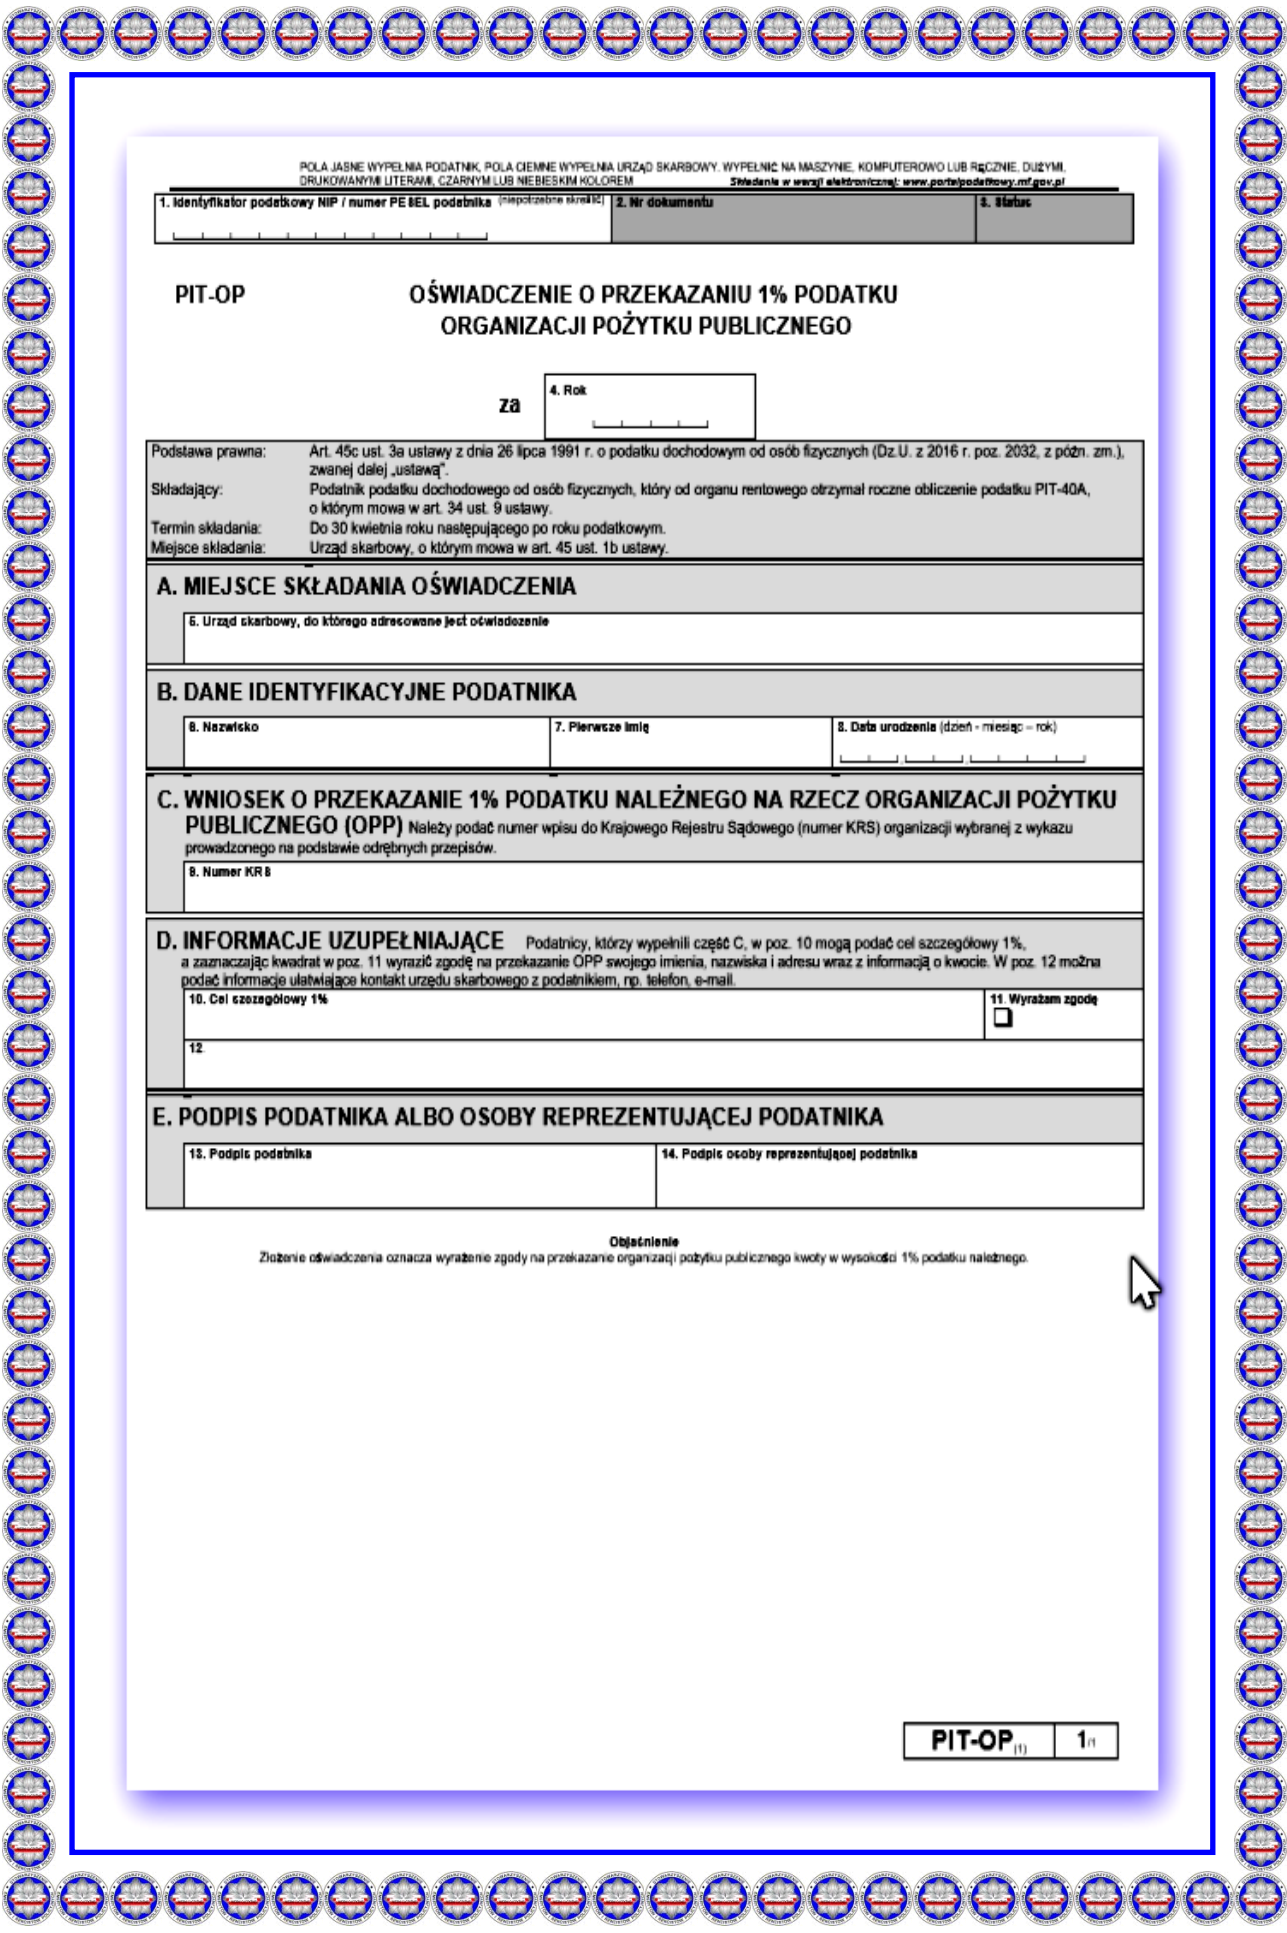 POLA JASNE WYPEŁNIA PODATNIK, POLA CIEMNE WYPEŁNIA URZĄD SKARBOWY. WYPEŁNIĆ NA MASZYNIE, KOMPUTEROWO LUB RĘCZNIE, DUŻYMI,
DRUKOWANYMI LITERAMI, CZARNYM LUB NIEBIESKIM KOLOREM. Składanie w wersji elektronicznej: www.portalpodatkowy.mf.gov.pl
1. Identyfikator podatkowy NIP / numer PESEL podatnika (niepotrzebne skreślić) 2. Nr dokumentu 3. Status
PIT-OP OŚWIADCZENIE O PRZEKAZANIU 1% PODATKU
ORGANIZACJI POŻYTKU PUBLICZNEGO
4. Rok
za
Podstawa prawna: Art. 45c ust. 3a ustawy z dnia 26 lipca 1991 r. o podatku dochodowym od osób fizycznych (Dz.U. z 2016 r. poz. 2032, z późn. zm.),
zwanej dalej „ustawą”.
Składający: Podatnik podatku dochodowego od osób fizycznych, który od organu rentowego otrzymał roczne obliczenie podatku PIT-40A,
o którym mowa w art. 34 ust. 9 ustawy.
Termin składania: Do 30 kwietnia roku następującego po roku podatkowym.
Miejsce składania: Urząd skarbowy, o którym mowa w art. 45 ust. 1b ustawy.
A. MIEJSCE SKŁADANIA OŚWIADCZENIA
5. Urząd skarbowy, do którego adresowane jest oświadczenie
B. DANE IDENTYFIKACYJNE PODATNIKA
6. Nazwisko 7. Pierwsze imię 8. Data urodzenia (dzień - miesiąc – rok)
C. WNIOSEK O PRZEKAZANIE 1% PODATKU NALEŻNEGO NA RZECZ ORGANIZACJI POŻYTKU
PUBLICZNEGO (OPP) Należy podać numer wpisu do Krajowego Rejestru Sądowego (numer KRS) organizacji wybranej z wykazu
prowadzonego na podstawie odrębnych przepisów.
9. Numer KRS
D. INFORMACJE UZUPEŁNIAJĄCE Podatnicy, którzy wypełnili część C, w poz. 10 mogą podać cel szczegółowy 1%,
a zaznaczając kwadrat w poz. 11 wyrazić zgodę na przekazanie OPP swojego imienia, nazwiska i adresu wraz z informacją o kwocie. W poz. 12 można
podać informacje ułatwiające kontakt urzędu skarbowego z podatnikiem, np. telefon, e-mail.
10. Cel szczegółowy 1% 11. Wyrażam zgodę
12.
E. PODPIS PODATNIKA ALBO OSOBY REPREZENTUJĄCEJ PODATNIKA
13. Podpis podatnika 14. Podpis osoby reprezentującej podatnika
Objaśnienie
Złożenie oświadczenia oznacza wyrażenie zgody na przekazanie organizacji pożytku publicznego kwoty w wysokości 1% podatku należnego.
PIT-OP(1) 1/1